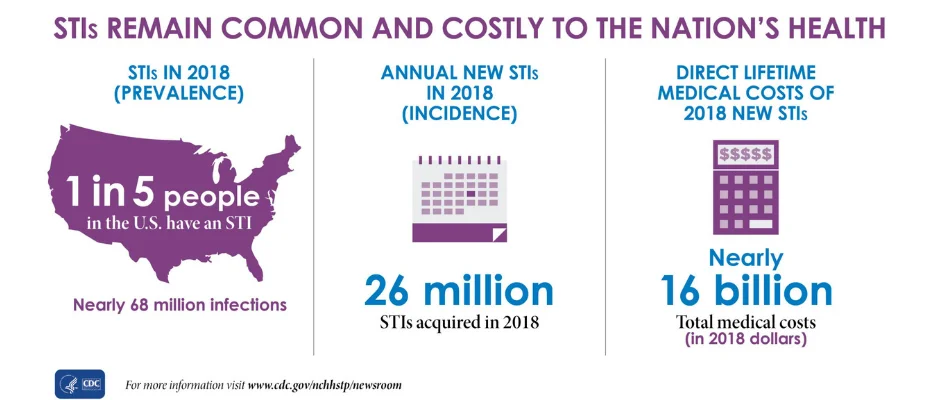 STIs REMAIN COMMON AND COSTLY TO THE NATION'S HEALTH
STIs IN 2018
(PREVALENCE)
1 in 5 people
in the U.S. have an STI
Nearly 68 million infections
ANNUAL NEW STIs
IN 2018
(INCIDENCE)
26 million
STIs acquired in 2018
DIRECT LIFETIME
MEDICAL COSTS OF
2018 NEW STIs
$$$$$
Nearly
16 billion
Total medical costs
(in 2018 dollars)
CDC
For more information visit www.cdc.gov/nchhstp/newsroom